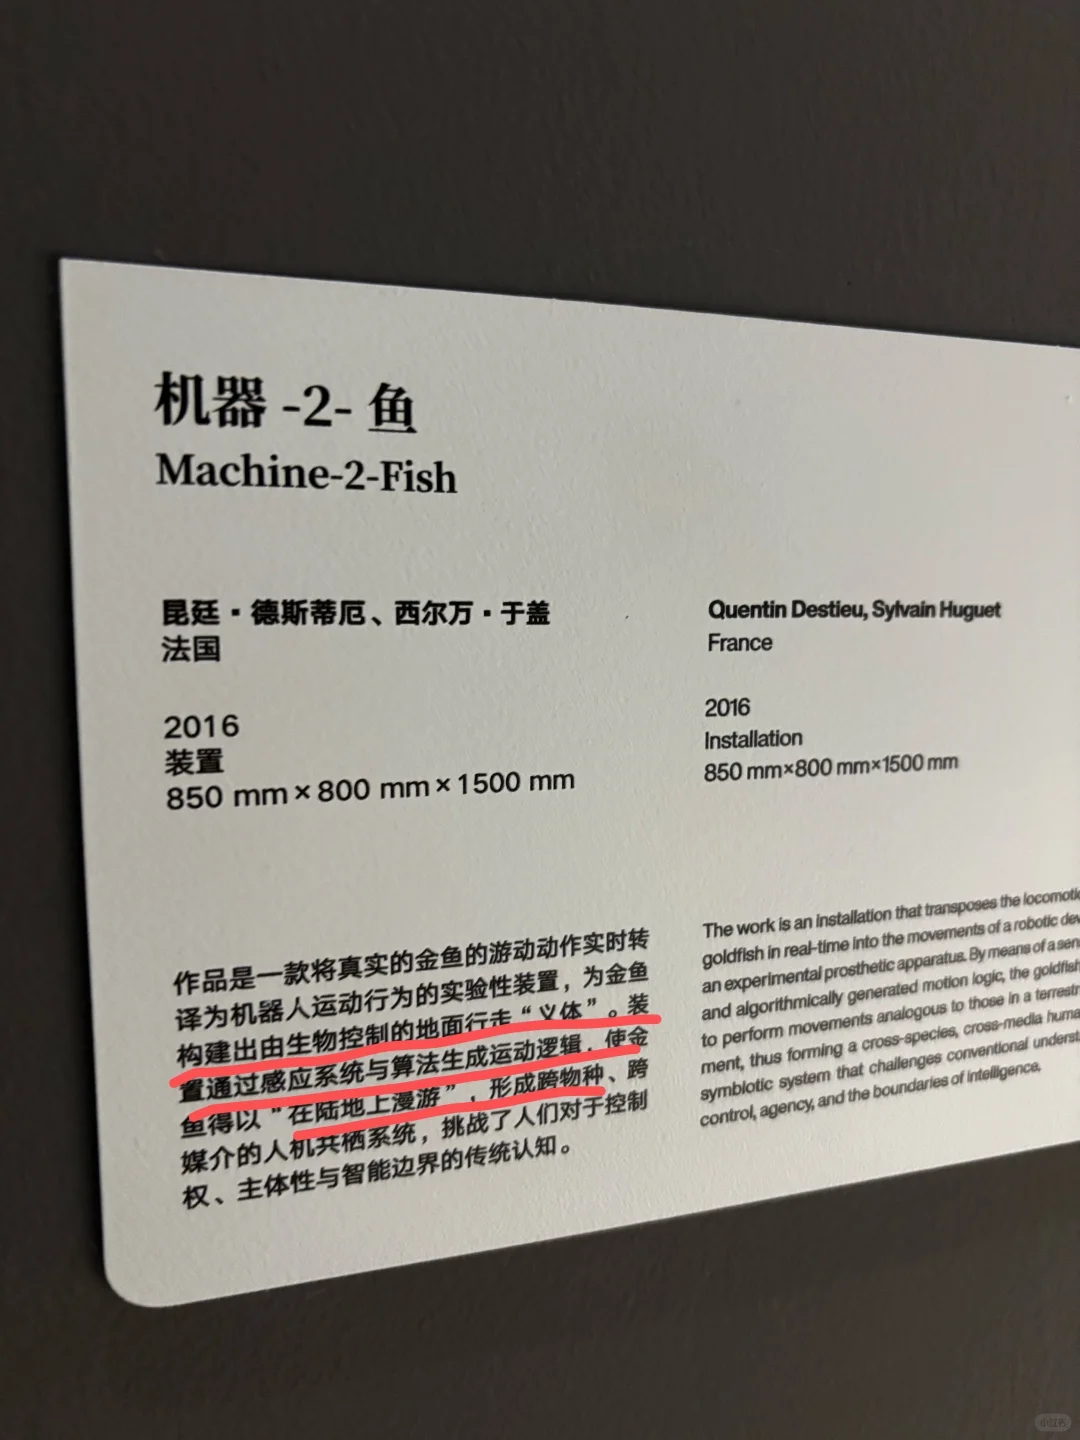 机器 -2- 鱼
Machine-2-Fish
昆廷·德斯蒂厄、西尔万·于盖
法国
2016
装置
850 mm×800 mm×1500 mm
作品是一款将真实的金鱼的游动动作实时转
译为机器人运动行为的实验性装置，为金鱼
构建出由生物控制的地面行走“义体”。装
置通过感应系统与算法生成运动逻辑，使金
鱼得以“在陆地上漫游”，形成跨物种、跨
媒介的人机共栖系统，挑战了人们对于控制
权、主体性与智能边界的传统认知。
Quentin Destieu, Sylvain Huguet
France
2016
Installation
850 mm×800 mm×1500 mm
The work is an installation that transposes the locomoti
goldfish in real-time into the movements of a robotic dev
an experimental prosthetic apparatus. By means of a sen
and algorithmically generated motion logic, the goldfish
to perform movements analogous to those in a terrestr
ment, thus forming a cross-species, cross-media huma
symbiotic system that challenges conventional underst
control, agency, and the boundaries of intelligence.
小红书